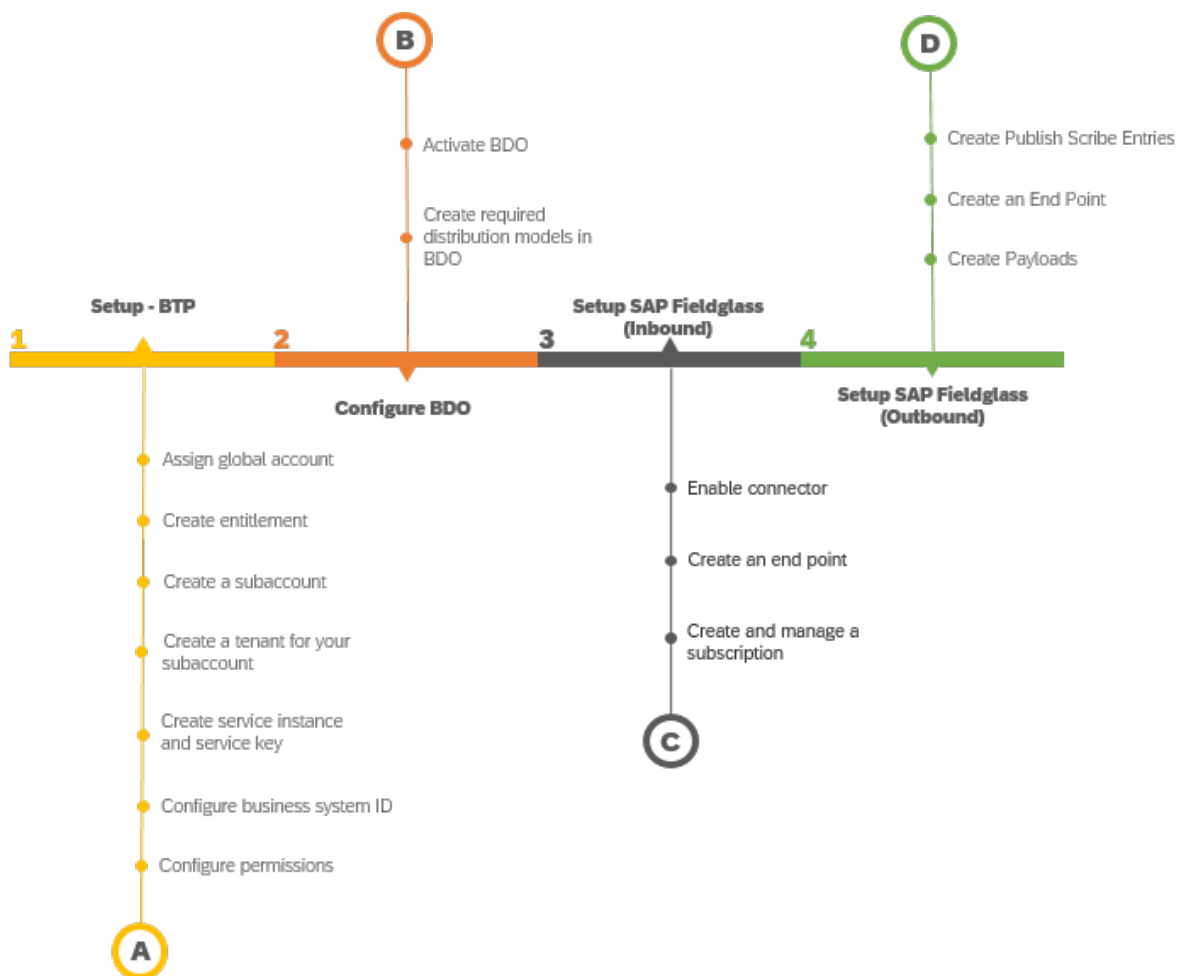 B
D
Activate BDO
Create Publish Scribe Entries
Create an End Point
Create required
distribution models in
BDO
Create Payloads
Setup - BTP
Setup SAP Fieldglass
(Inbound)
1
2
3
4
Configure BDO
Setup SAP Fieldglass
(Outbound)
Assign global account
Create entitlement
Create a subaccount
Create a tenant for your
subaccount
Create service instance
and service key
Configure business system ID
Configure permissions
A
Enable connector
Create an end point
Create and manage a
subscription
C